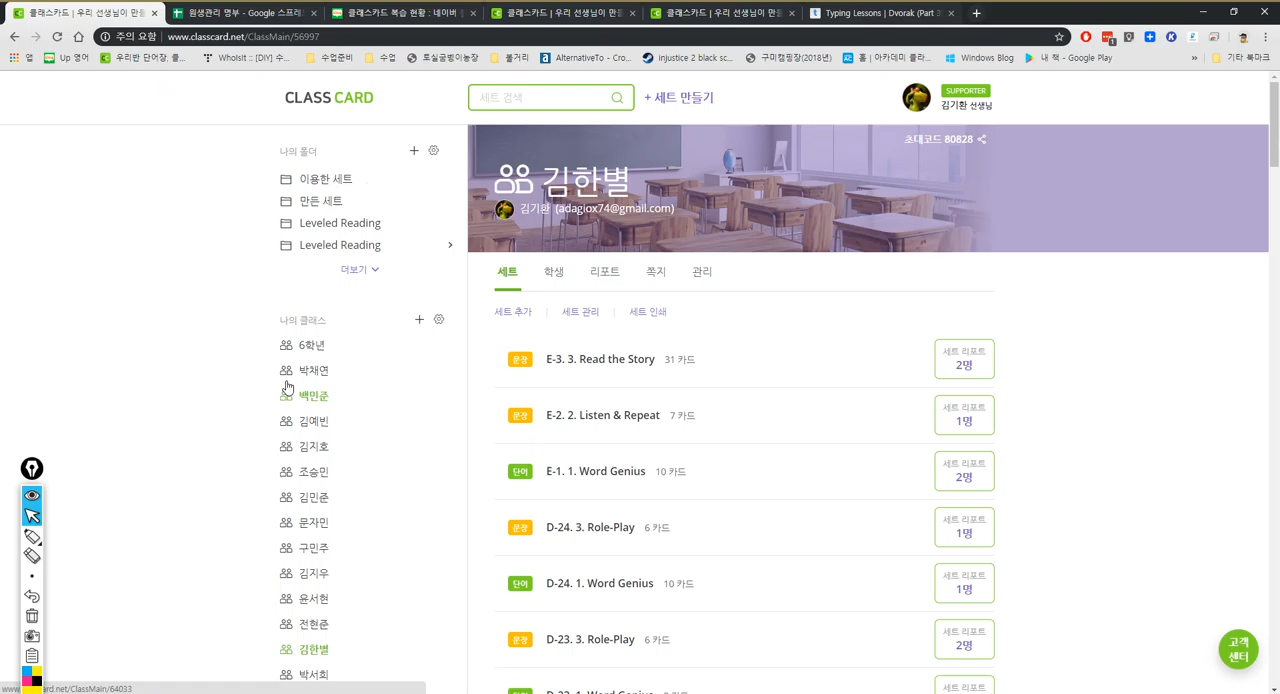 클래스카드 | 우리 선생님이 만들
원생관리 명부 - Google 스프레
클래스카드 복습 현황 : 네이버
클래스카드 | 우리 선생님이 만들
클래스카드 | 우리 선생님이 만들
Typing Lessons | Dvorak (Part 3
주의 요함 | www.classcard.net/ClassMain/56997
앱
Up 영어
우리반 단어장, 클...
WhoIsIt :: (DIY) 수...
수업준비
수업
토실굼벵이농장
볼거리
AlternativeTo - Cro...
injustice 2 black sc...
구미캠팜장(2018년)
홈 | 아카데미 클라...
Windows Blog
내 책 - Google Play
»
기타 북마크
CLASS CARD
세트 검색
+ 세트 만들기
SUPPORTER
김기환 선생님
나의 폴더
이용한 세트
만든 세트
Leveled Reading
Leveled Reading
더보기
나의 클래스
6학년
박채연
백민준
김예빈
김지호
조승민
김민준
문자민
구민주
김지우
윤서현
전현준
김한별
박서희
초대코드 80828
김한별
김기환 (adagiox74@gmail.com)
세트 학생 리포트 쪽지 관리
세트 추가 | 세트 관리 | 세트 인쇄
문장 E-3. 3. Read the Story 31 카드
세트 리포트
2명
문장 E-2. 2. Listen & Repeat 7 카드
세트 리포트
1명
단어 E-1. 1. Word Genius 10 카드
세트 리포트
2명
문장 D-24. 3. Role-Play 6 카드
세트 리포트
1명
단어 D-24. 1. Word Genius 10 카드
세트 리포트
1명
문장 D-23. 3. Role-Play 6 카드
세트 리포트
2명
세트 리포트
고객
센터